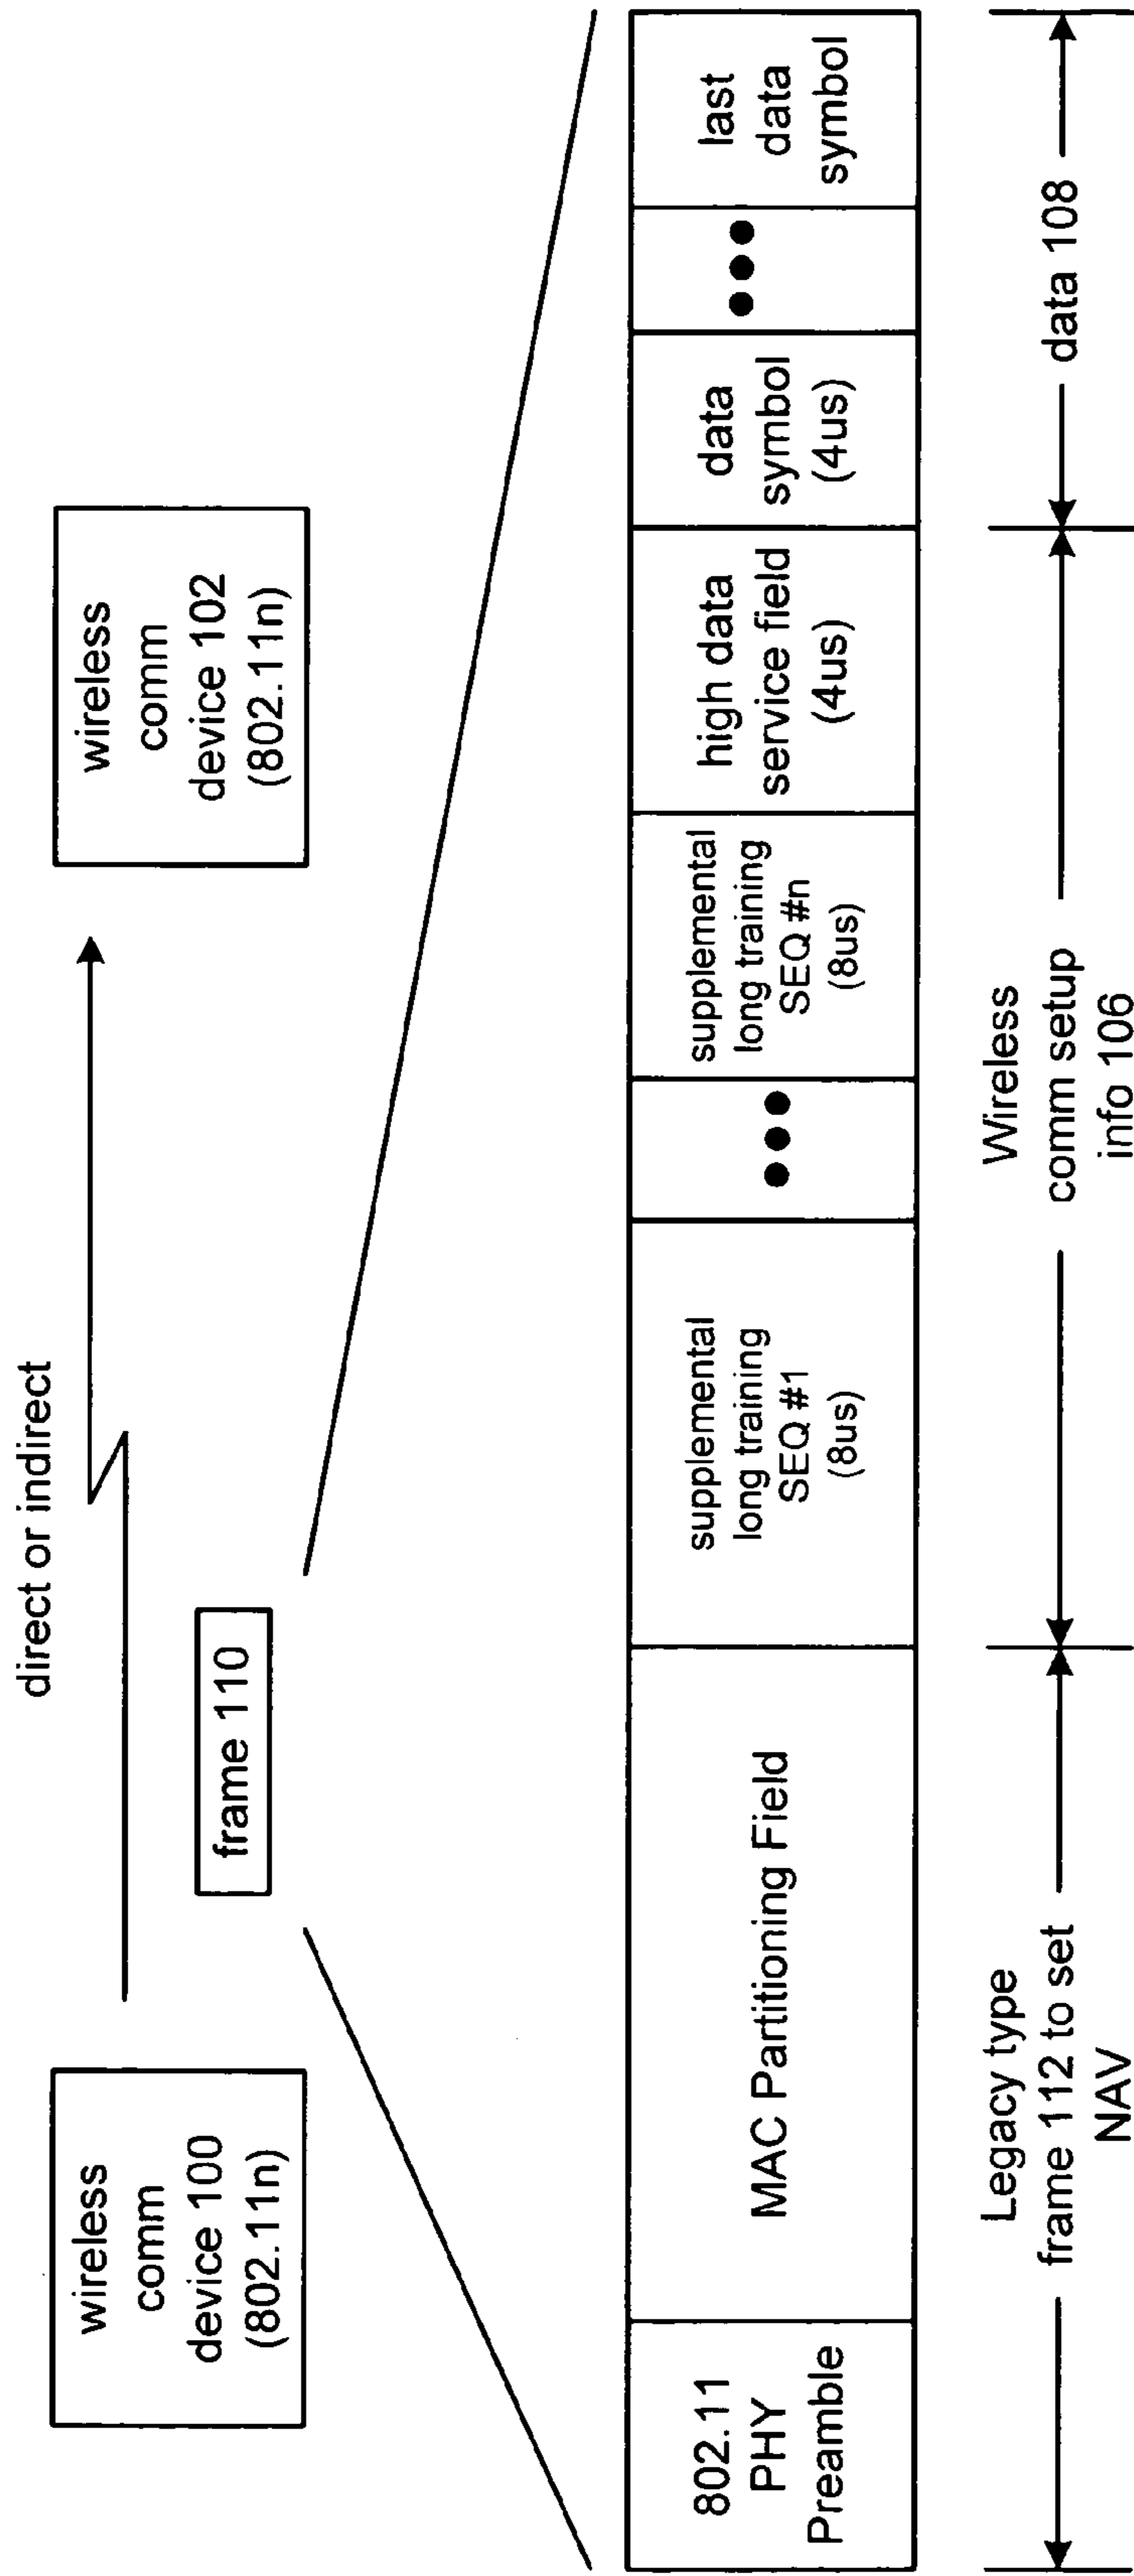 direct or indirect
wireless
comm
device 100
(802.11n)
wireless
comm
device 102
(802.11n)
frame 110
802.11
PHY
Preamble
MAC Partitioning Field
supplemental
long training
SEQ #1
(8us)
●●●
supplemental
long training
SEQ #n
(8us)
high data
service field
(4us)
data
symbol
(4us)
●●●
last
data
symbol
Legacy type
frame 112 to set
NAV
Wireless
comm setup
info 106
data 108